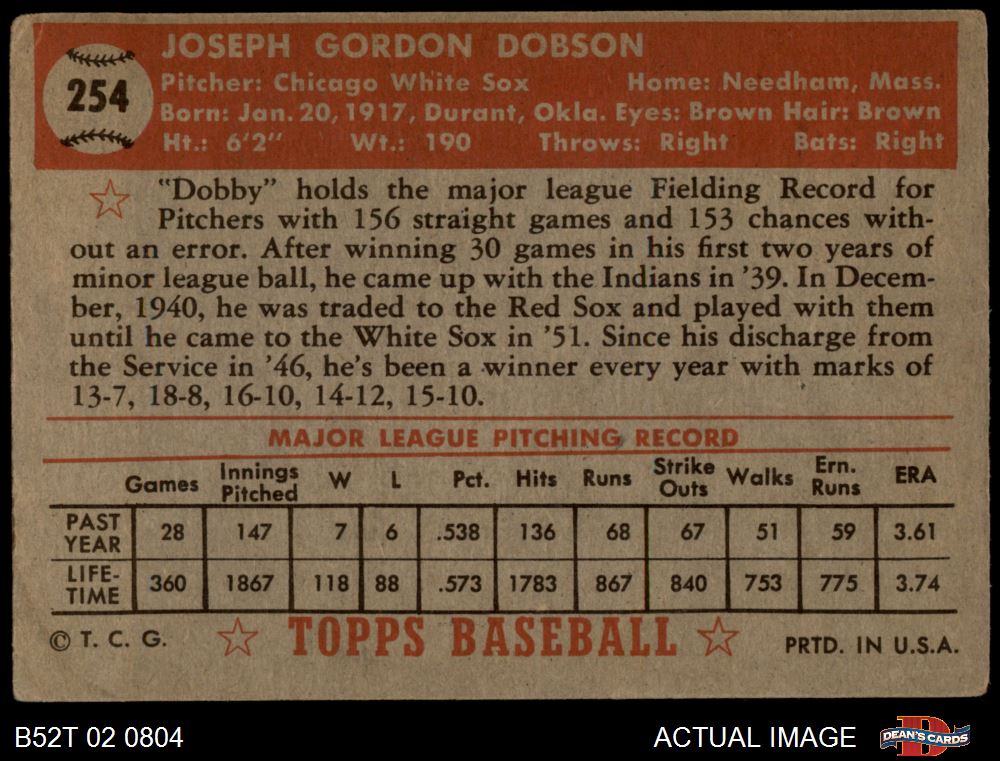 JOSEPH GORDON DOBSON
254
Pitcher: Chicago White Sox Home: Needham, Mass.
Born: Jan. 20, 1917, Durant, Okla. Eyes: Brown Hair: Brown
Ht.: 6'2" Wt.: 190 Throws: Right Bats: Right
"Dobby" holds the major league Fielding Record for
Pitchers with 156 straight games and 153 chances with-
out an error. After winning 30 games in his first two years of
minor league ball, he came up with the Indians in '39. In Decem-
ber, 1940, he was traded to the Red Sox and played with them
until he came to the White Sox in '51. Since his discharge from
the Service in '46, he's been a winner every year with marks of
13-7, 18-8, 16-10, 14-12, 15-10.
MAJOR LEAGUE PITCHING RECORD
Games Innings Pitched W L Pct. Hits Runs Strike Outs Walks Ern. Runs ERA
PAST YEAR 28 147 7 6 .538 136 68 67 51 59 3.61
LIFE-TIME 360 1867 118 88 .573 1783 867 840 753 775 3.74
© T. C. G. TOPPS BASEBALL PRTD. IN U.S.A.
B52T 02 0804 ACTUAL IMAGE DEAN'S CARDS